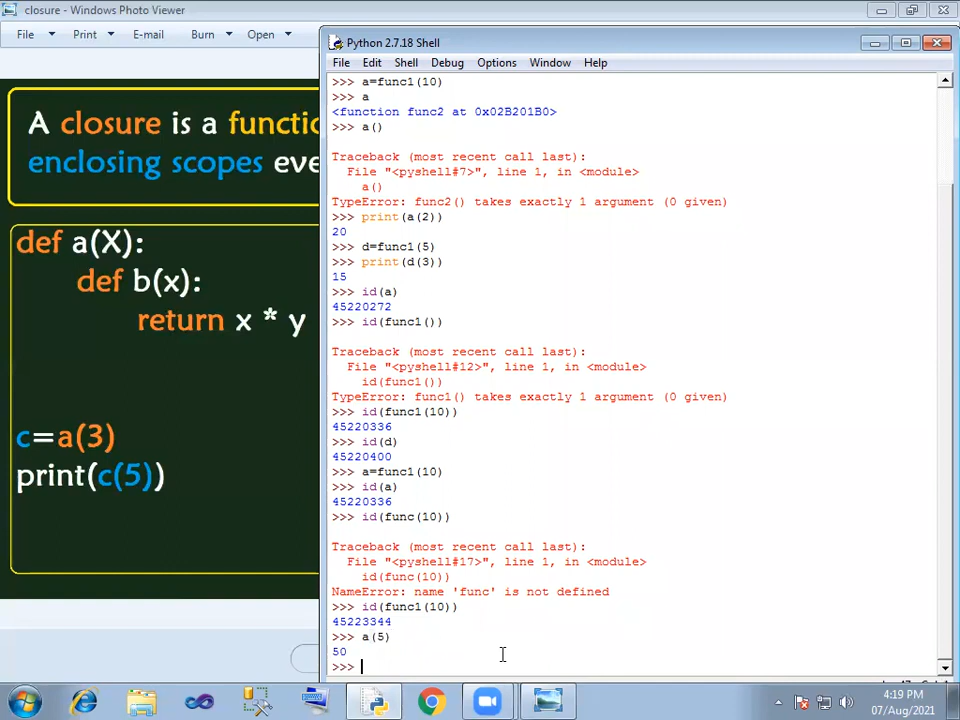 closure - Windows Photo Viewer
File Print E-mail Burn Open
A closure is a functi
enclosing scopes eve
def a(X):
def b(x):
return x * y
c=a(3)
print(c(5))
Python 2.7.18 Shell
File Edit Shell Debug Options Window Help
>>> a=func1(10)
>>> a
<function func2 at 0x02B201B0>
>>> a()
Traceback (most recent call last):
File "<pyshell#7>", line 1, in <module>
a()
TypeError: func2() takes exactly 1 argument (0 given)
>>> print(a(2))
20
>>> d=func1(5)
>>> print(d(3))
15
>>> id(a)
45220272
>>> id(func1())
Traceback (most recent call last):
File "<pyshell#12>", line 1, in <module>
id(func1())
TypeError: func1() takes exactly 1 argument (0 given)
>>> id(func1(10))
45220336
>>> id(d)
45220400
>>> a=func1(10)
>>> id(a)
45220336
>>> id(func(10))
Traceback (most recent call last):
File "<pyshell#17>", line 1, in <module>
id(func(10))
NameError: name 'func' is not defined
>>> id(func1(10))
45223344
>>> a(5)
50
>>>
4:19 PM
07/Aug/2021